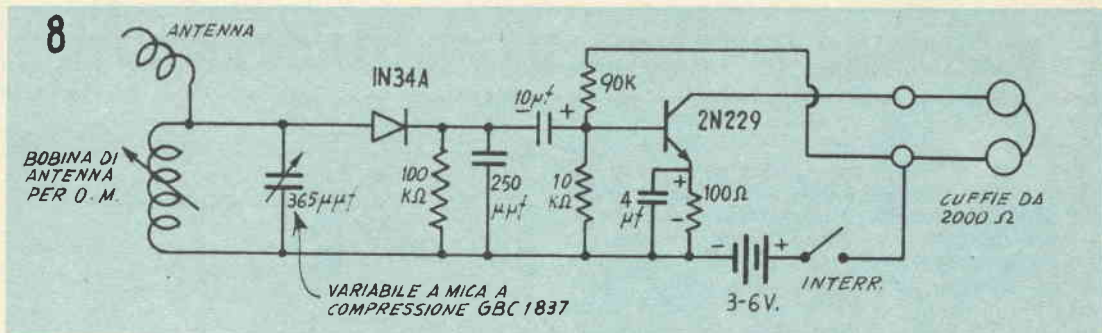 8
ANTENNA
IN34A
BOBINA DI
ANTENNA
PER O.M.
365µµf
VARIABILE A MICA A
COMPRESSIONE GBC 1837
100
KΩ
250
µµf
10µf
- +
90K
10
KΩ
2N229
4
µf
+
100Ω
-
- +
3-6V.
INTERR.
CUFFIE DA
2000 Ω